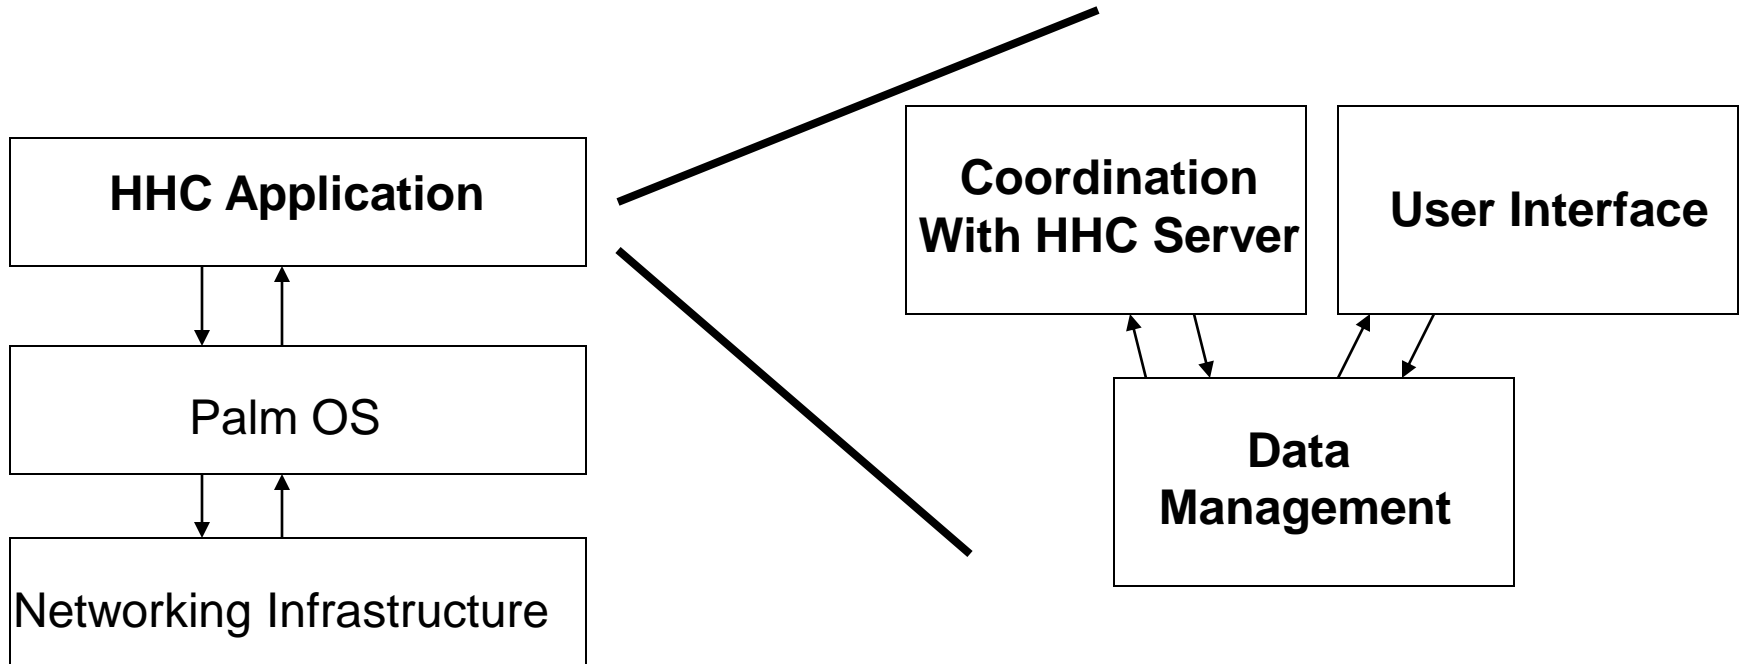 HHC Application
Palm OS
Networking Infrastructure
Coordination
With HHC Server
User Interface
Data
Management